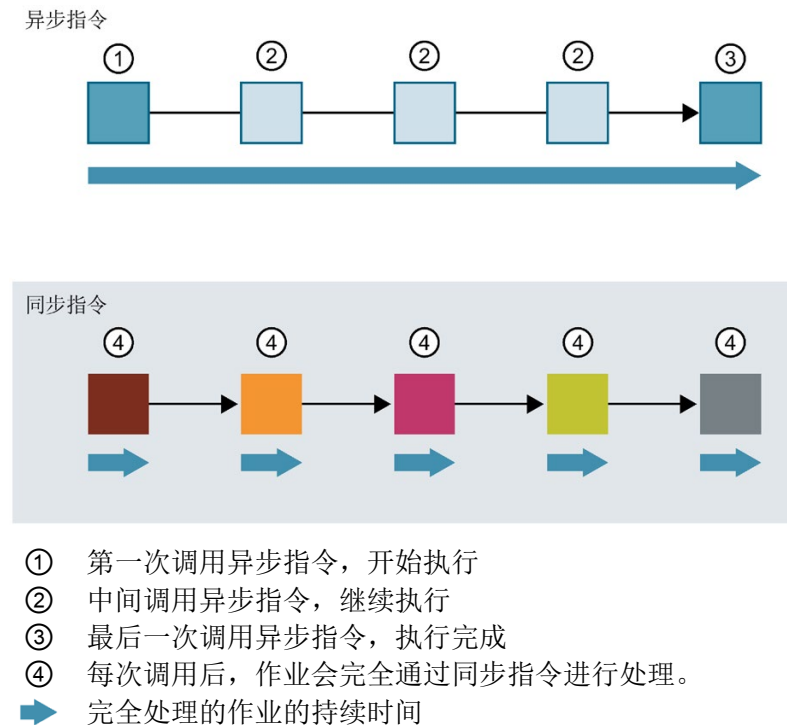 异步指令
① ② ② ② ③
同步指令
④ ④ ④ ④ ④
① 第一次调用异步指令，开始执行
② 中间调用异步指令，继续执行
③ 最后一次调用异步指令，执行完成
④ 每次调用后，作业会完全通过同步指令进行处理。
完全处理的作业的持续时间